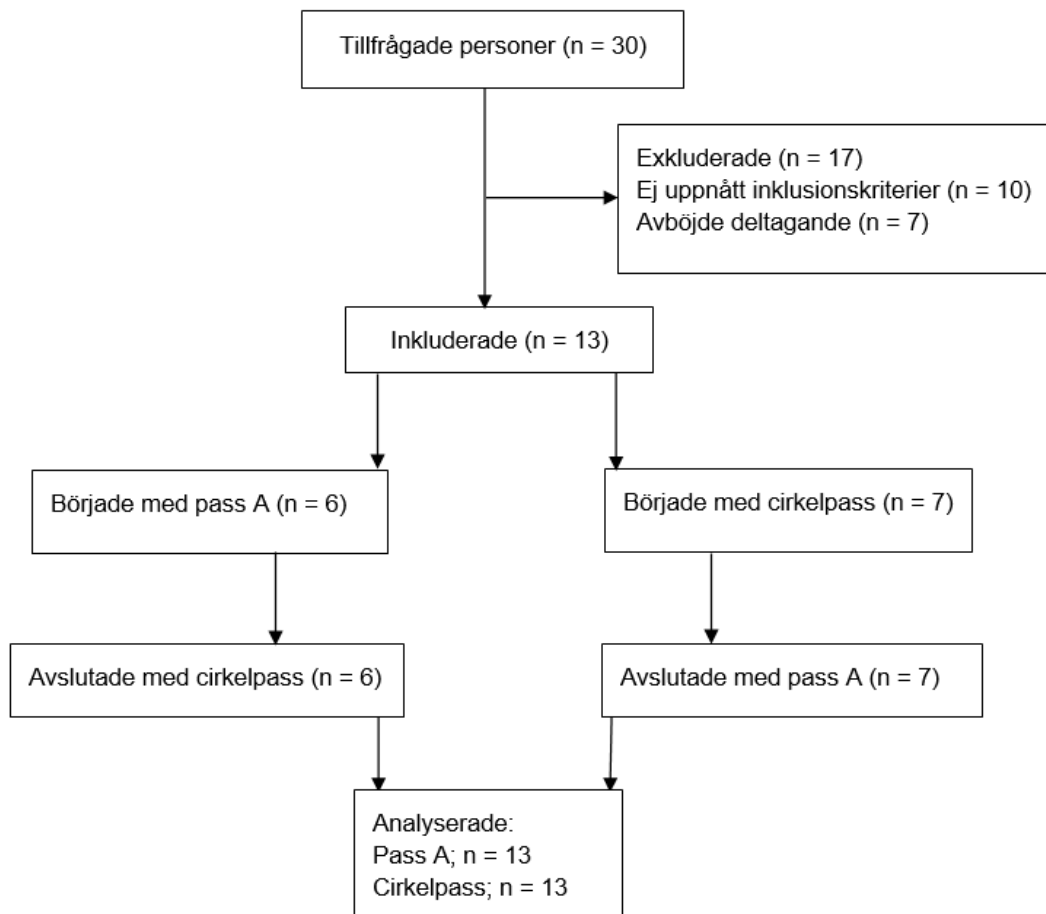 Tillfrågade personer (n = 30)
Exkluderade (n = 17)
Ej uppnått inklusionskriterier (n = 10)
Avböjde deltagande (n = 7)
Inkluderade (n = 13)
Började med pass A (n = 6)
Började med cirkelpass (n = 7)
Avslutade med cirkelpass (n = 6)
Avslutade med pass A (n = 7)
Analyserade:
Pass A; n = 13
Cirkelpass; n = 13